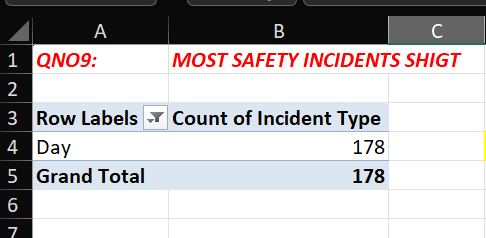 A B C
1 QNO9: MOST SAFETY INCIDENTS SHIGT
2
3 Row Labels Count of Incident Type
4 Day 178
5 Grand Total 178
6
7